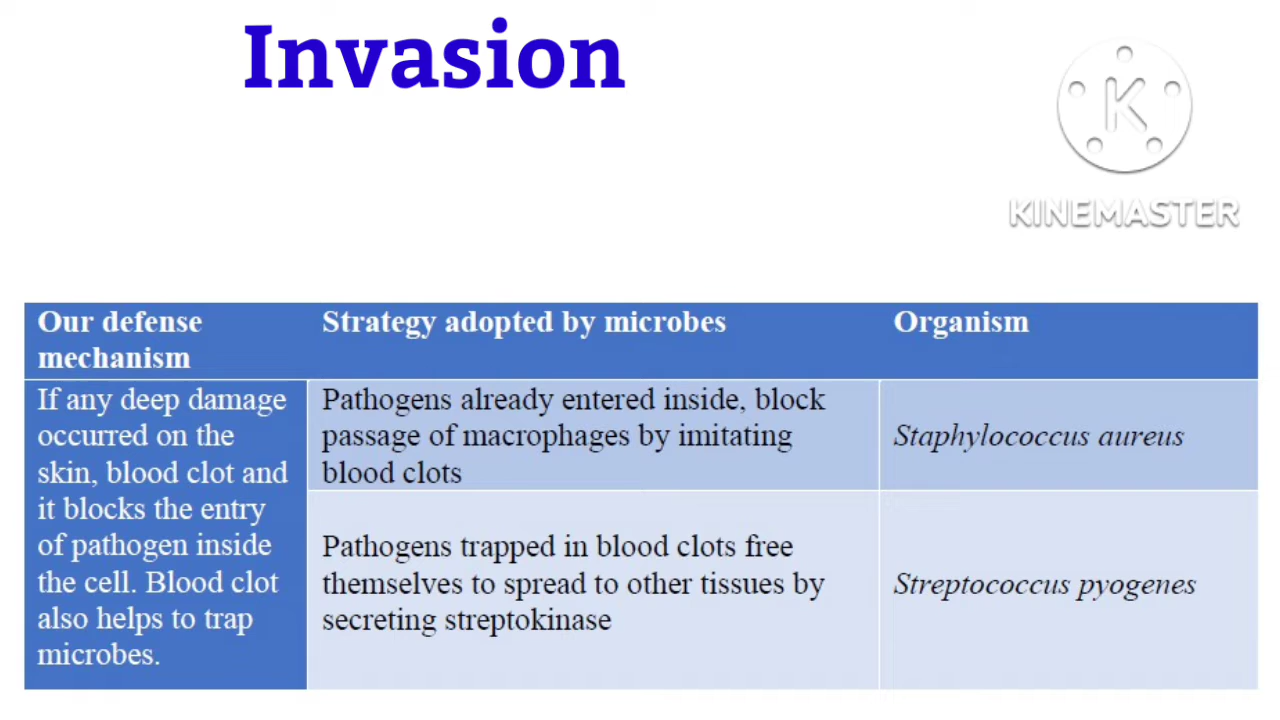 Invasion
K
KINEMASTER
Our defense
mechanism
Strategy adopted by microbes
Organism
If any deep damage
occurred on the
skin, blood clot and
it blocks the entry
of pathogen inside
the cell. Blood clot
also helps to trap
microbes.
Pathogens already entered inside, block
passage of macrophages by imitating
blood clots
Staphylococcus aureus
Pathogens trapped in blood clots free
themselves to spread to other tissues by
secreting streptokinase
Streptococcus pyogenes